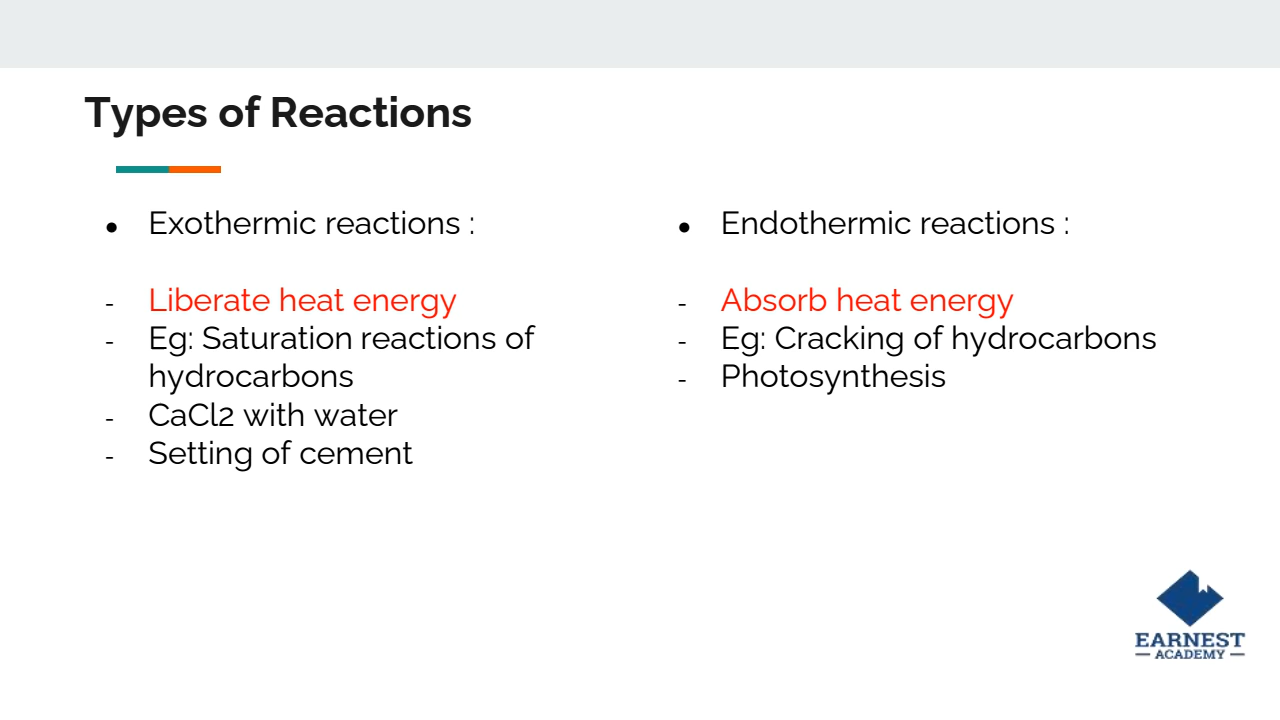 Types of Reactions
● Exothermic reactions :
- Liberate heat energy
- Eg: Saturation reactions of
hydrocarbons
- CaCl2 with water
- Setting of cement
● Endothermic reactions :
- Absorb heat energy
- Eg: Cracking of hydrocarbons
- Photosynthesis
EARNEST
ACADEMY